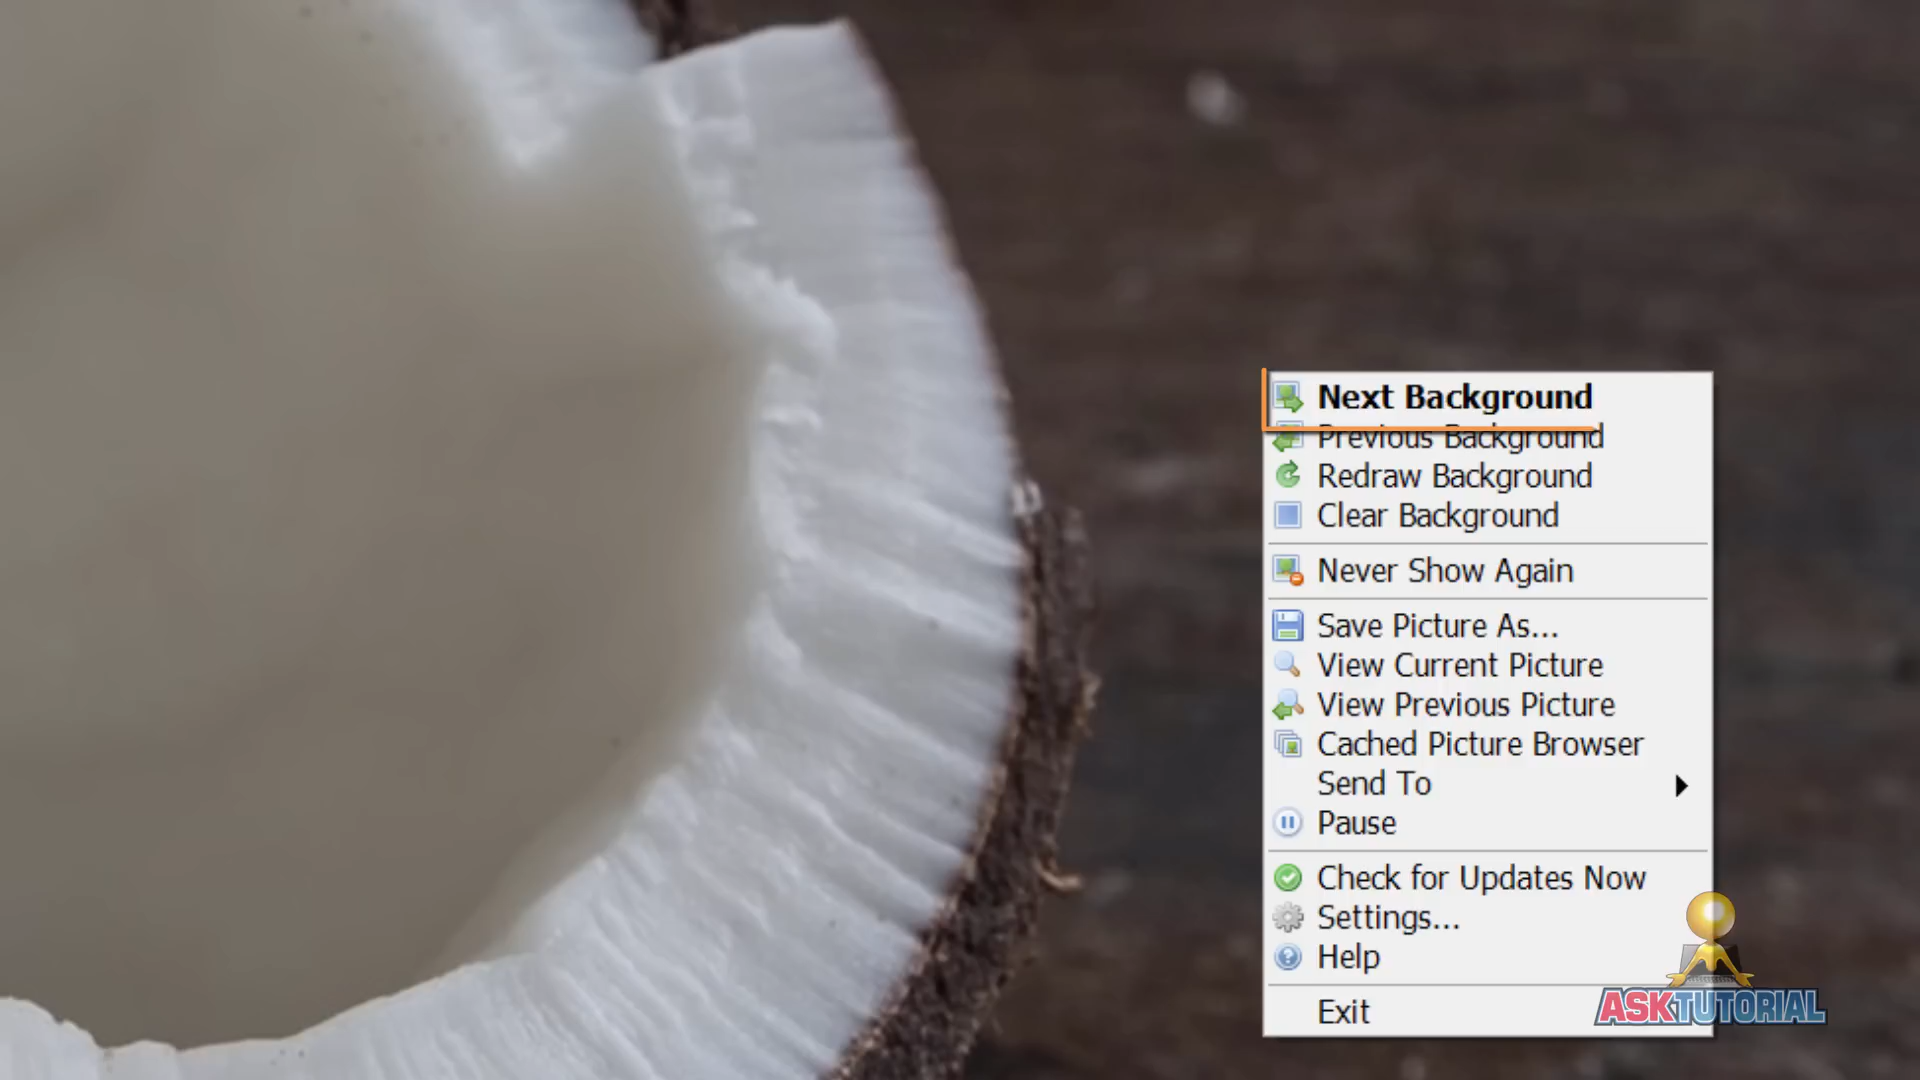 Next Background
Previous Background
Redraw Background
Clear Background
Never Show Again
Save Picture As...
View Current Picture
View Previous Picture
Cached Picture Browser
Send To
Pause
Check for Updates Now
Settings...
Help
Exit
ASKTUTORIAL